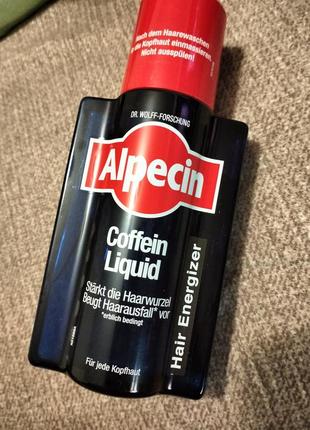 Nach dem Haarewaschen
in die Kopfhaut einmassieren.
Nicht ausspülen!
DR. WOLFF-FORSCHUNG
Alpecin
Coffein
Liquid
Stärkt die Haarwurzel
Beugt Haarausfall* vor
*erblich bedingt
Hair Energizer
Für jede Kopfhaut